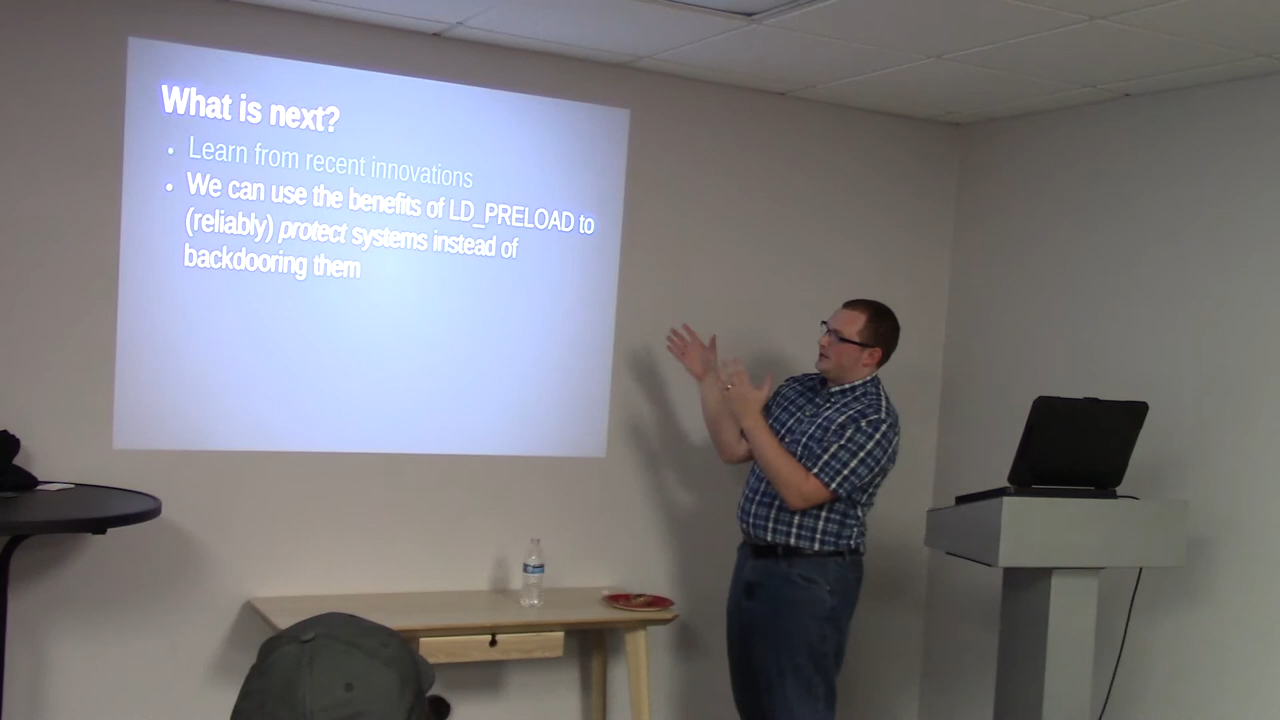 What is next?
• Learn from recent innovations
• We can use the benefits of LD_PRELOAD to
(reliably) protect systems instead of
backdooring them